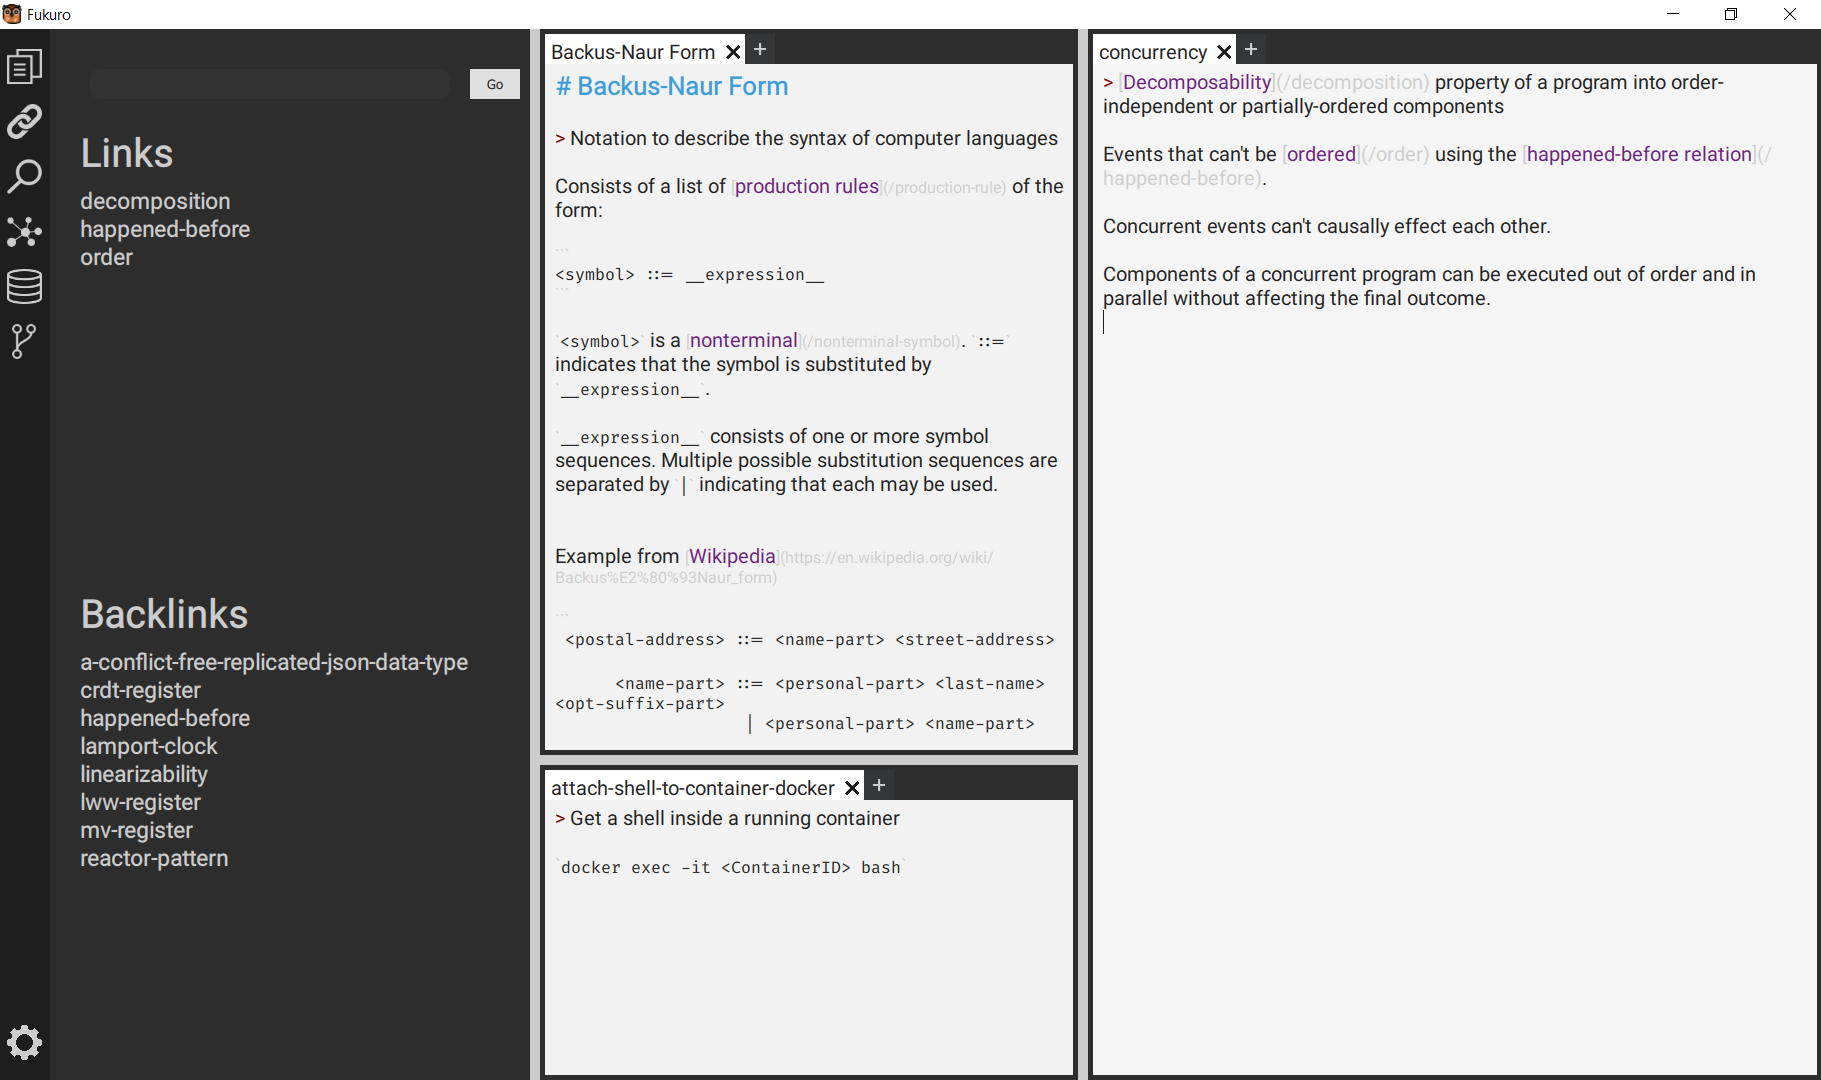 Fukuro
Go
Links
decomposition
happened-before
order
Backlinks
a-conflict-free-replicated-json-data-type
crdt-register
happened-before
lamport-clock
linearizability
lww-register
mv-register
reactor-pattern
Backus-Naur Form
# Backus-Naur Form
> Notation to describe the syntax of computer languages
Consists of a list of [production rules](/production-rule) of the
form:
```
<symbol> ::= __expression__
```
`<symbol>` is a [nonterminal](/nonterminal-symbol). `::=`
indicates that the symbol is substituted by
`__expression__`.
`__expression__` consists of one or more symbol
sequences. Multiple possible substitution sequences are
separated by `|` indicating that each may be used.
Example from [Wikipedia](https://en.wikipedia.org/wiki/
Backus%E2%80%93Naur_form)
```
<postal-address> ::= <name-part> <street-address>
<name-part> ::= <personal-part> <last-name>
<opt-suffix-part>
| <personal-part> <name-part>
attach-shell-to-container-docker
> Get a shell inside a running container
`docker exec -it <ContainerID> bash`
concurrency
> [Decomposability](/decomposition) property of a program into order-
independent or partially-ordered components
Events that can't be [ordered](/order) using the [happened-before relation](/
happened-before).
Concurrent events can't causally effect each other.
Components of a concurrent program can be executed out of order and in
parallel without affecting the final outcome.